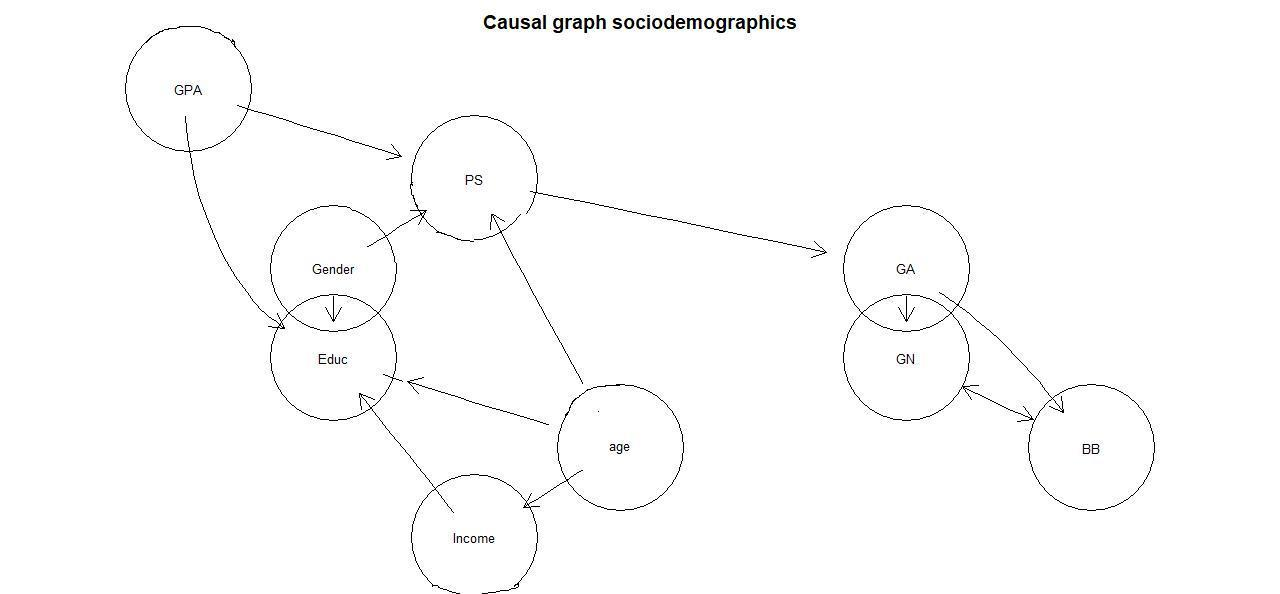 Causal graph sociodemographics
GPA
PS
Gender
GA
Educ
GN
age
BB
Income